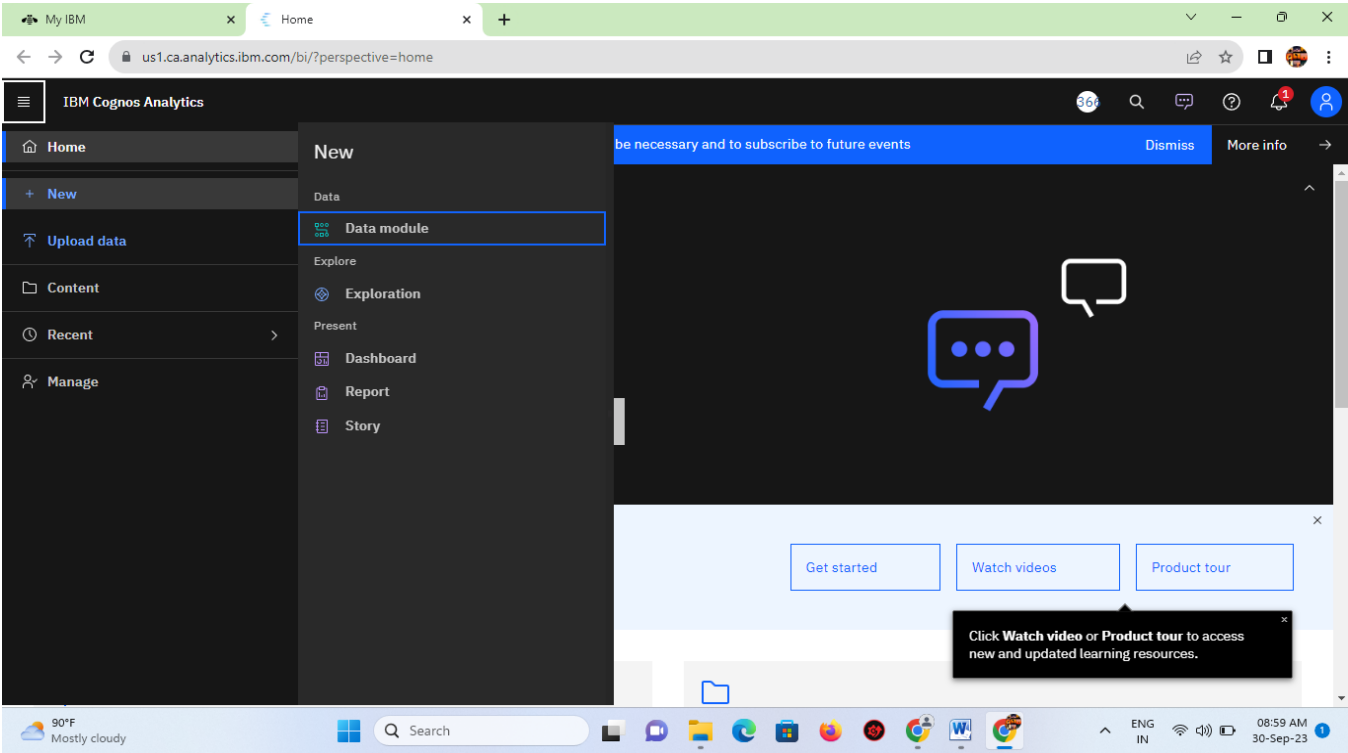 My IBM
Home
us1.ca.analytics.ibm.com/bi/?perspective=home
IBM Cognos Analytics
366
1
Home
New
Upload data
Content
Recent
Manage
New
Data
Data module
Explore
Exploration
Present
Dashboard
Report
Story
be necessary and to subscribe to future events
Dismiss
More info
Get started
Watch videos
Product tour
Click Watch video or Product tour to access
new and updated learning resources.
90°F
Mostly cloudy
Search
ENG
IN
08:59 AM
30-Sep-23
1